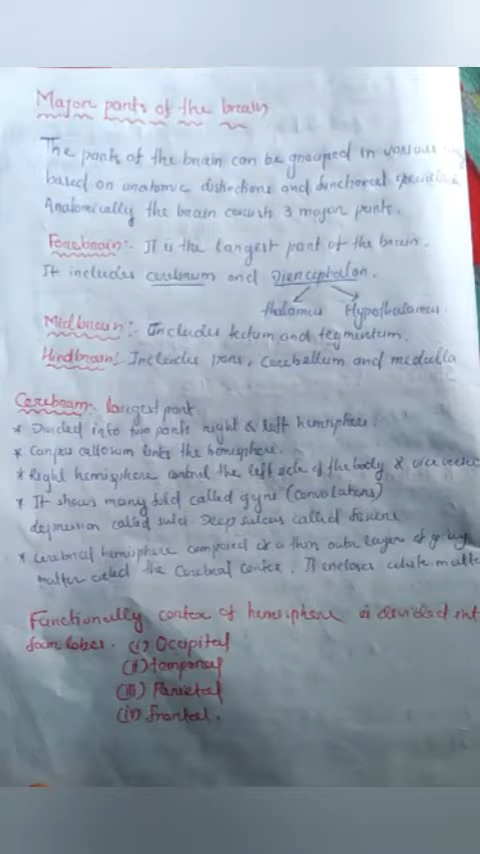 Major parts of the brain
The parts of the brain can be grouped in various
based on anatomic distinctions and functional
Anatomically the brain consists 3 major parts.
Forebrain:- It is the largest part of the brain.
It includes cerebrum and Diencephalon.
thalamus Hypothalamus
Midbrain: Includes tectum and tegmentum.
Hindbrain: Includes pons, Cerebellum and medulla
Cerebrum: largest part
* Divided into two parts right & left hemisphere.
* Corpus callosum links the hemisphere.
* Right hemisphere control the left side of the body & vice
* It shows many fold called gyre (convolations)
depression called sulci. Deep sulcus called fissure
* Cerebral hemisphere composed of a thin outer layer of grey
matter called the Cerebral Cortex. It encloses white
Functionally cortex of hemisphere is divided int
four lobes. (i) Occipital
(ii) temporal
(iii) Parietal
(iv) frontal.